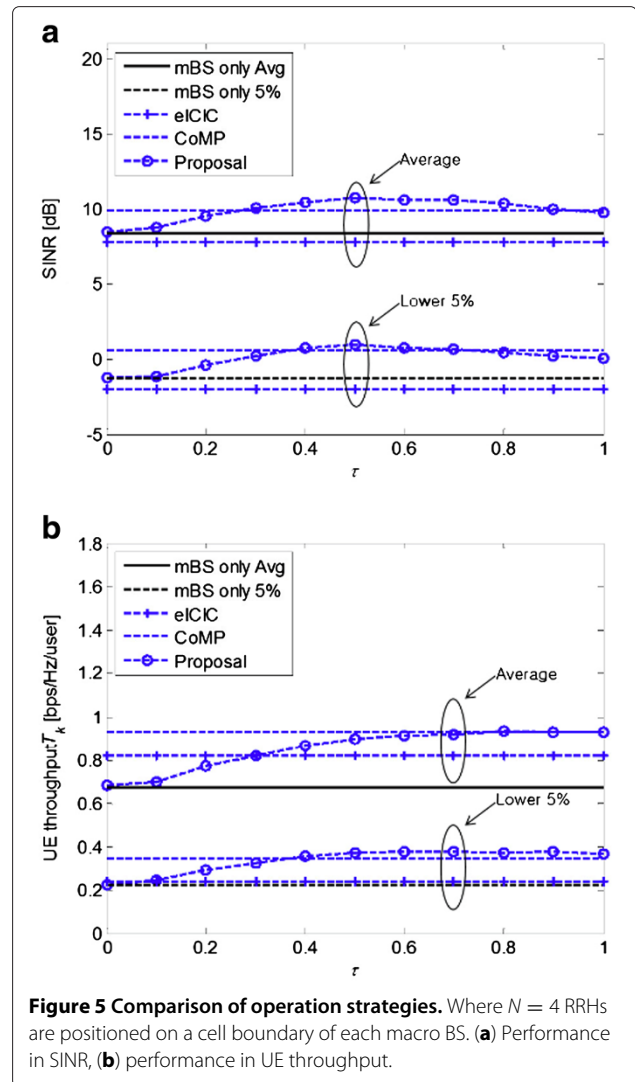 a
mBS only Avg
mBS only 5%
eICIC
CoMP
Proposal
Average
Lower 5%
SINR [dB]
20
15
10
5
0
-5
0
0.2
0.4
0.6
0.8
1
τ
b
mBS only Avg
mBS only 5%
eICIC
CoMP
Proposal
Average
Lower 5%
UE throughput T_k [bps/Hz/user]
1.8
1.6
1.4
1.2
1
0.8
0.6
0.4
0.2
0
0
0.2
0.4
0.6
0.8
1
τ
Figure 5 Comparison of operation strategies. Where N = 4 RRHs
are positioned on a cell boundary of each macro BS. (a) Performance
in SINR, (b) performance in UE throughput.